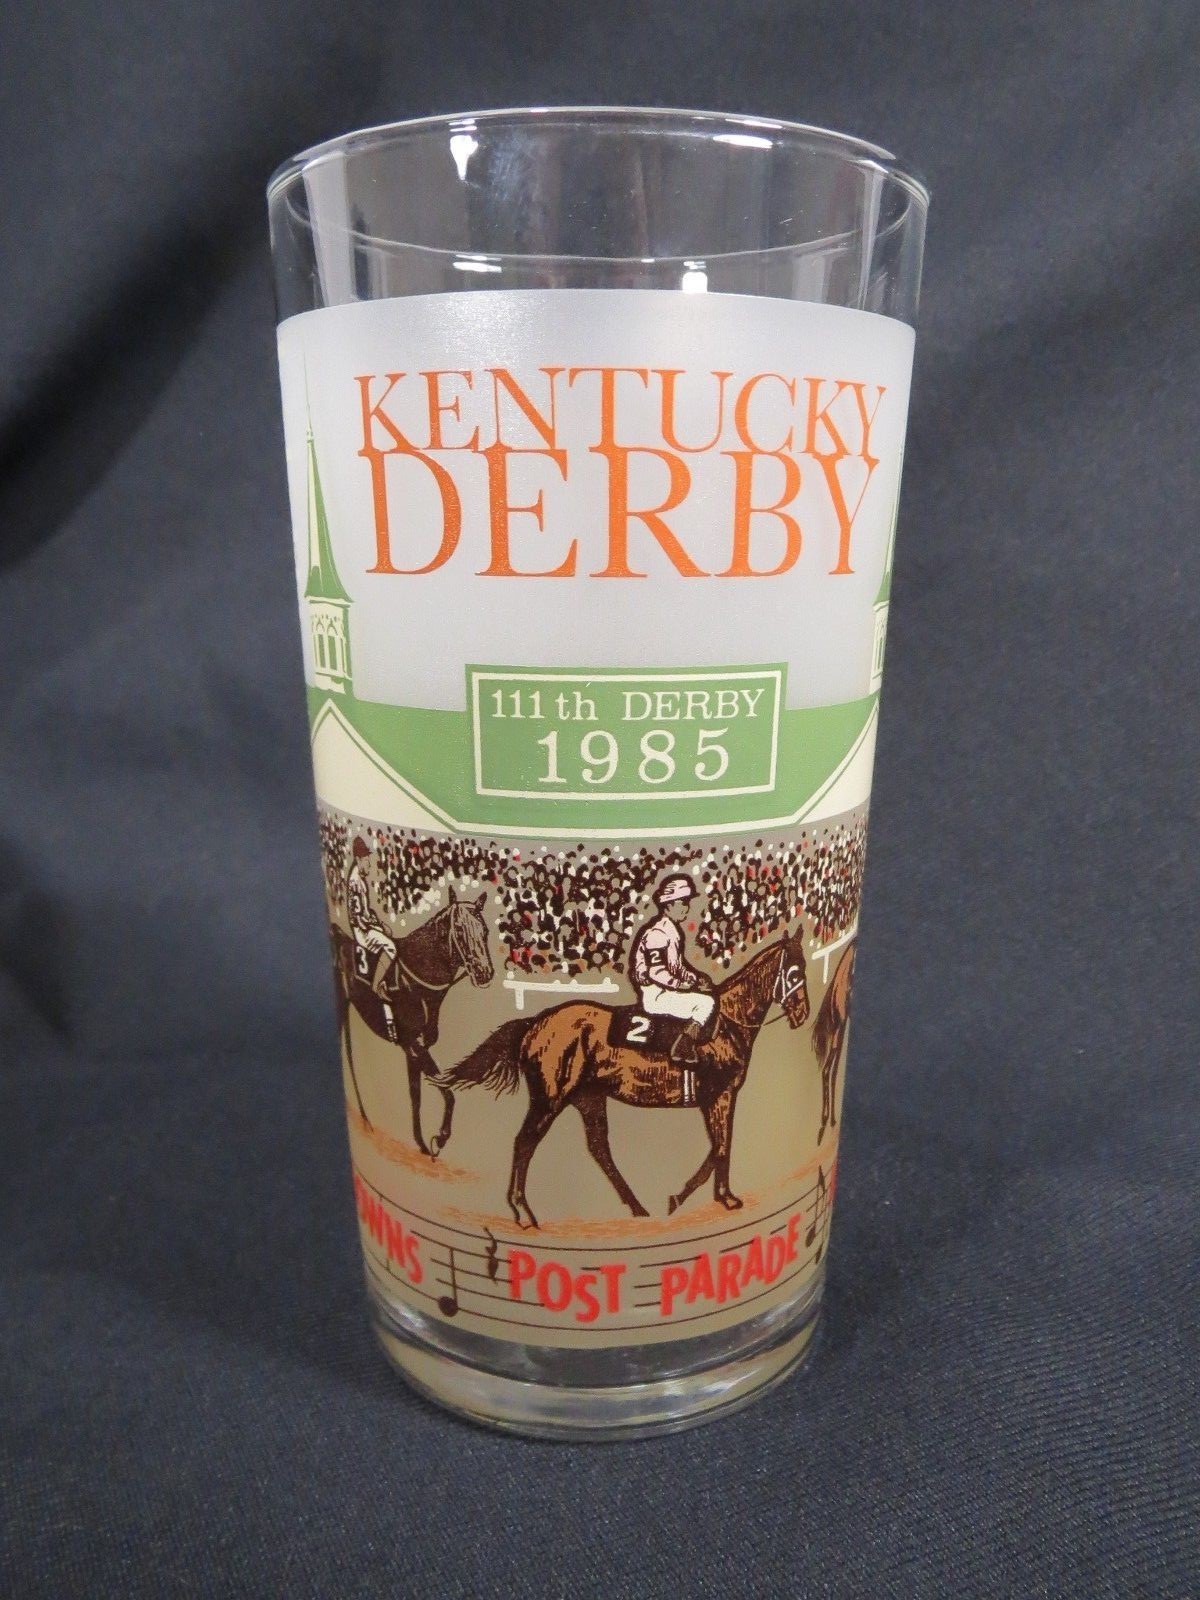 KENTUCKY
DERBY
111th DERBY
1985
3
2
2
POST PARADE